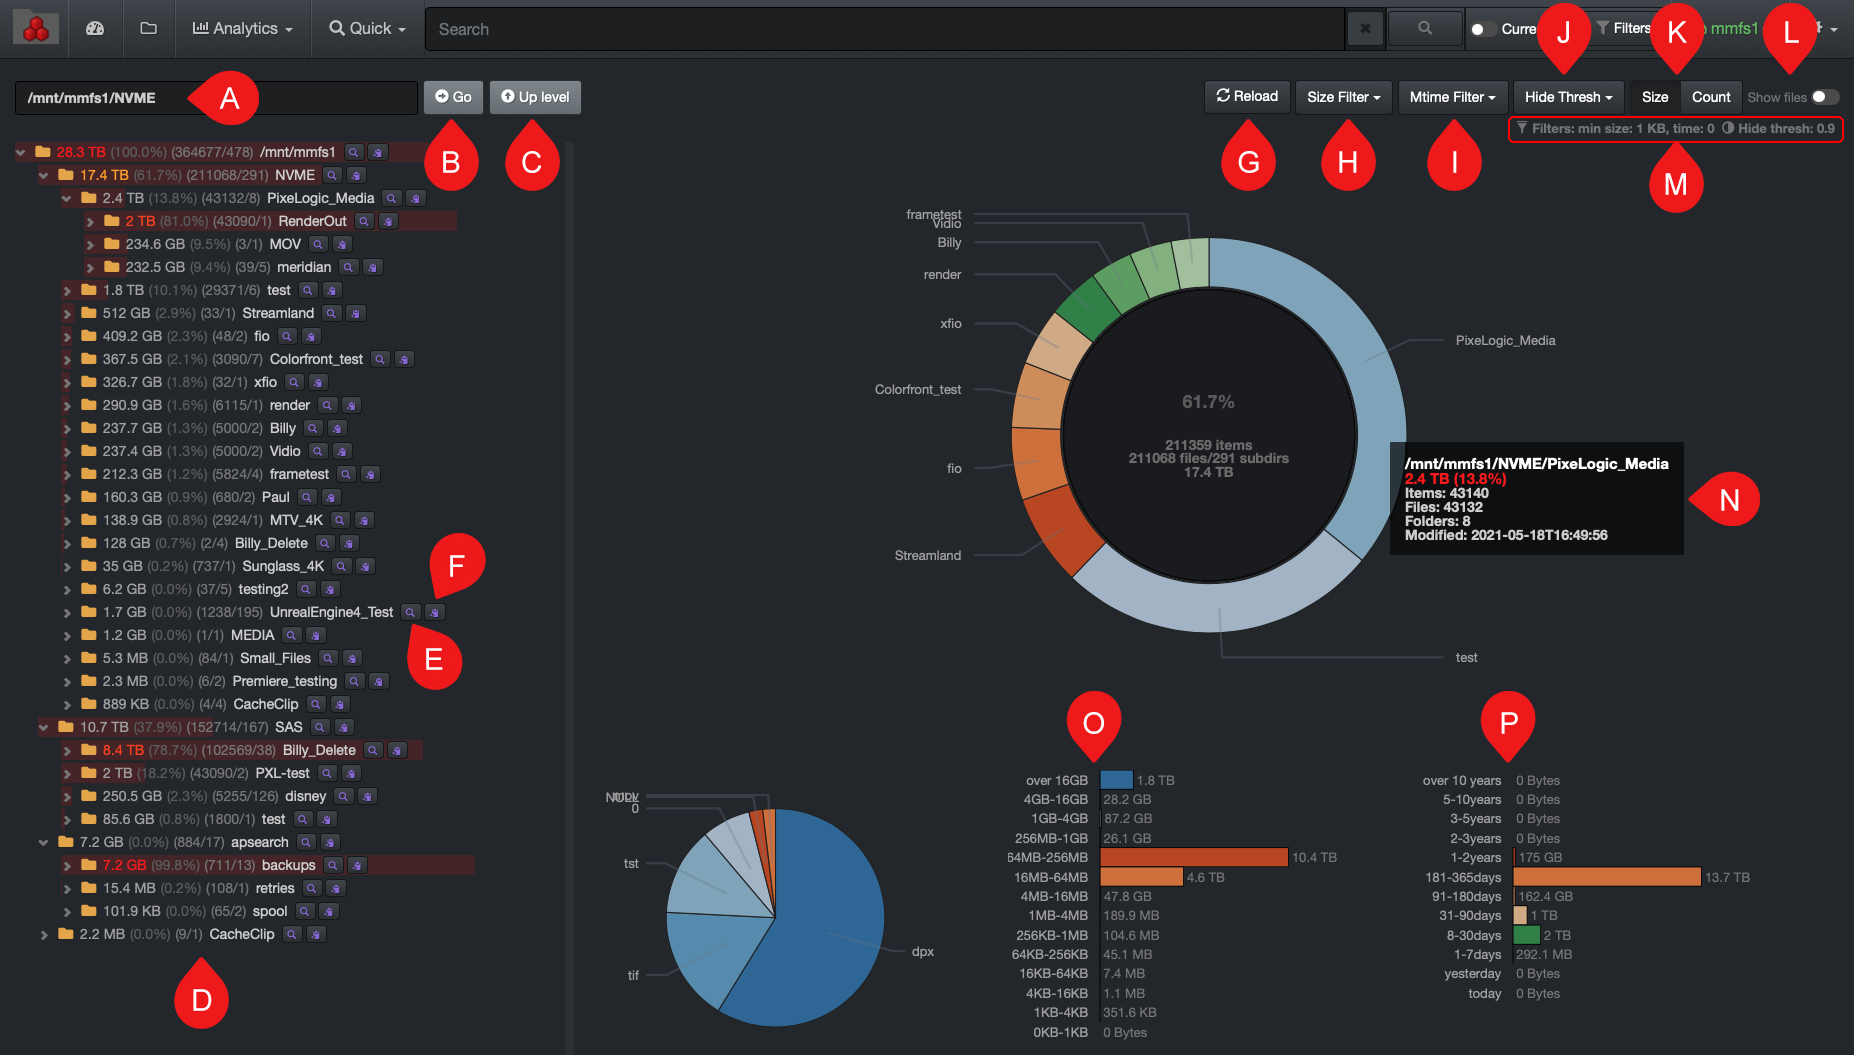 Analytics
Quick
Search
Curre
Filters
mmfs1
J
K
L
/mnt/mmfs1/NVME
A
Go
Up level
Reload
Size Filter
Mtime Filter
Hide Thresh
Size
Count
Show files
Filters: min size: 1 KB, time: 0 Hide thresh: 0.9
B
C
G
H
I
M
28.3 TB (100.0%) (364677/478) /mnt/mmfs1
17.4 TB (61.7%) (211068/291) NVME
2.4 TB (13.8%) (43132/8) PixeLogic_Media
2 TB (81.0%) (43090/1) RenderOut
234.6 GB (9.5%) (3/1) MOV
232.5 GB (9.4%) (39/5) meridian
1.8 TB (10.1%) (29371/6) test
512 GB (2.9%) (33/1) Streamland
409.2 GB (2.3%) (48/2) fio
367.5 GB (2.1%) (3090/7) Colorfront_test
326.7 GB (1.8%) (32/1) xfio
290.9 GB (1.6%) (6115/1) render
237.7 GB (1.3%) (5000/2) Billy
237.4 GB (1.3%) (5000/2) Vidio
212.3 GB (1.2%) (5824/4) frametest
160.3 GB (0.9%) (680/2) Paul
138.9 GB (0.8%) (2924/1) MTV_4K
128 GB (0.7%) (2/4) Billy_Delete
35 GB (0.2%) (737/1) Sunglass_4K
6.2 GB (0.0%) (37/5) testing2
1.7 GB (0.0%) (1238/195) UnrealEngine4_Test
1.2 GB (0.0%) (1/1) MEDIA
5.3 MB (0.0%) (84/1) Small_Files
2.3 MB (0.0%) (6/2) Premiere_testing
889 KB (0.0%) (4/4) CacheClip
10.7 TB (37.9%) (152714/167) SAS
8.4 TB (78.7%) (102569/38) Billy_Delete
2 TB (18.2%) (43090/2) PXL-test
250.5 GB (2.3%) (5255/126) disney
85.6 GB (0.8%) (1800/1) test
7.2 GB (0.0%) (884/17) apsearch
7.2 GB (99.8%) (711/13) backups
15.4 MB (0.2%) (108/1) retries
101.9 KB (0.0%) (65/2) spool
2.2 MB (0.0%) (9/1) CacheClip
F
E
D
frametest
Vidio
Billy
render
xfio
Colorfront_test
fio
Streamland
PixeLogic_Media
test
61.7%
211359 items
211068 files/291 subdirs
17.4 TB
/mnt/mmfs1/NVME/PixeLogic_Media
2.4 TB (13.8%)
Items: 43140
Files: 43132
Folders: 8
Modified: 2021-05-18T16:49:56
N
O
P
0
tst
tif
dpx
over 16GB 1.8 TB
4GB-16GB 28.2 GB
1GB-4GB 87.2 GB
256MB-1GB 26.1 GB
64MB-256MB 10.4 TB
16MB-64MB 4.6 TB
4MB-16MB 47.8 GB
1MB-4MB 189.9 MB
256KB-1MB 104.6 MB
64KB-256KB 45.1 MB
16KB-64KB 7.4 MB
4KB-16KB 1.1 MB
1KB-4KB 351.6 KB
0KB-1KB 0 Bytes
over 10 years 0 Bytes
5-10years 0 Bytes
3-5years 0 Bytes
2-3years 0 Bytes
1-2years 175 GB
181-365days 13.7 TB
91-180days 162.4 GB
31-90days 1 TB
8-30days 2 TB
1-7days 292.1 MB
yesterday 0 Bytes
today 0 Bytes